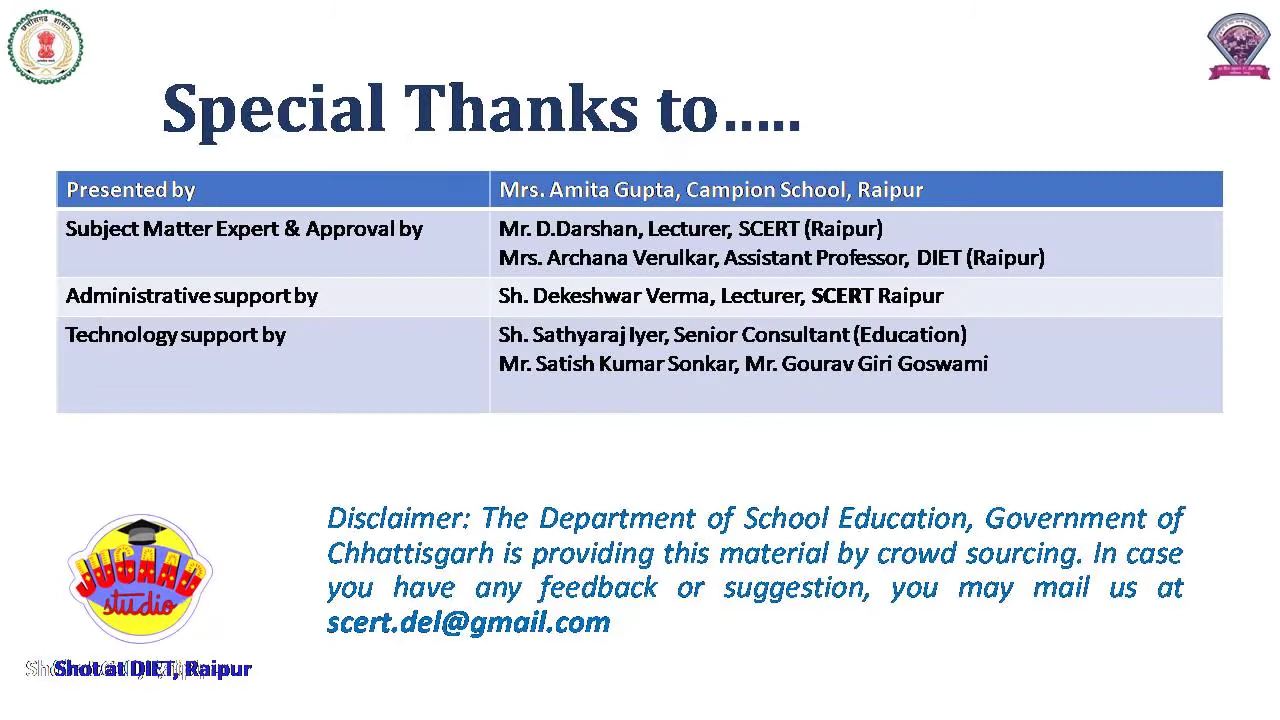 छत्तीसगढ़ शासन
Special Thanks to.....
Presented by
Mrs. Amita Gupta, Campion School, Raipur
Subject Matter Expert & Approval by
Mr. D.Darshan, Lecturer, SCERT (Raipur)
Mrs. Archana Verulkar, Assistant Professor, DIET (Raipur)
Administrative support by
Sh. Dekeshwar Verma, Lecturer, SCERT Raipur
Technology support by
Sh. Sathyaraj Iyer, Senior Consultant (Education)
Mr. Satish Kumar Sonkar, Mr. Gourav Giri Goswami
Disclaimer: The Department of School Education, Government of
Chhattisgarh is providing this material by crowd sourcing. In case
you have any feedback or suggestion, you may mail us at
scert.del@gmail.com
JUGAAD
studio
Shot at DIET, Raipur